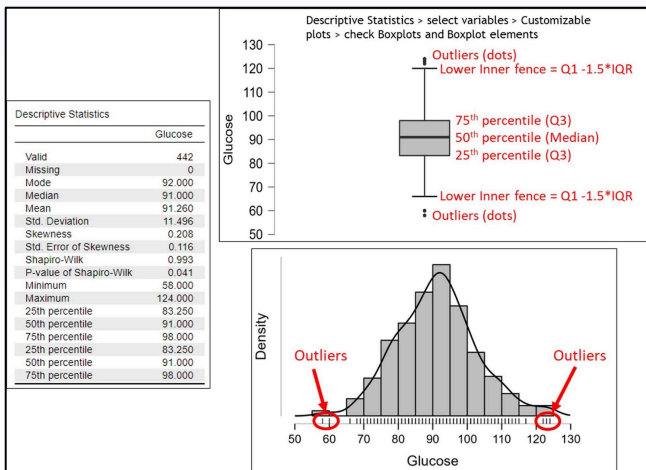 Descriptive Statistics > select variables > Customizable
plots > check Boxplots and Boxplot elements
130
120
110
100
90
80
70
60
50
Glucose
Outliers (dots)
Lower Inner fence = Q1 -1.5*IQR
75th percentile (Q3)
50th percentile (Median)
25th percentile (Q3)
Lower Inner fence = Q1 -1.5*IQR
Outliers (dots)
Descriptive Statistics
Glucose
Valid 442
Missing 0
Mode 92.000
Median 91.000
Mean 91.260
Std. Deviation 11.496
Skewness 0.208
Std. Error of Skewness 0.116
Shapiro-Wilk 0.993
P-value of Shapiro-Wilk 0.041
Minimum 58.000
Maximum 124.000
25th percentile 83.250
50th percentile 91.000
75th percentile 98.000
25th percentile 83.250
50th percentile 91.000
75th percentile 98.000
Density
Outliers
Outliers
50 60 70 80 90 100 110 120 130
Glucose